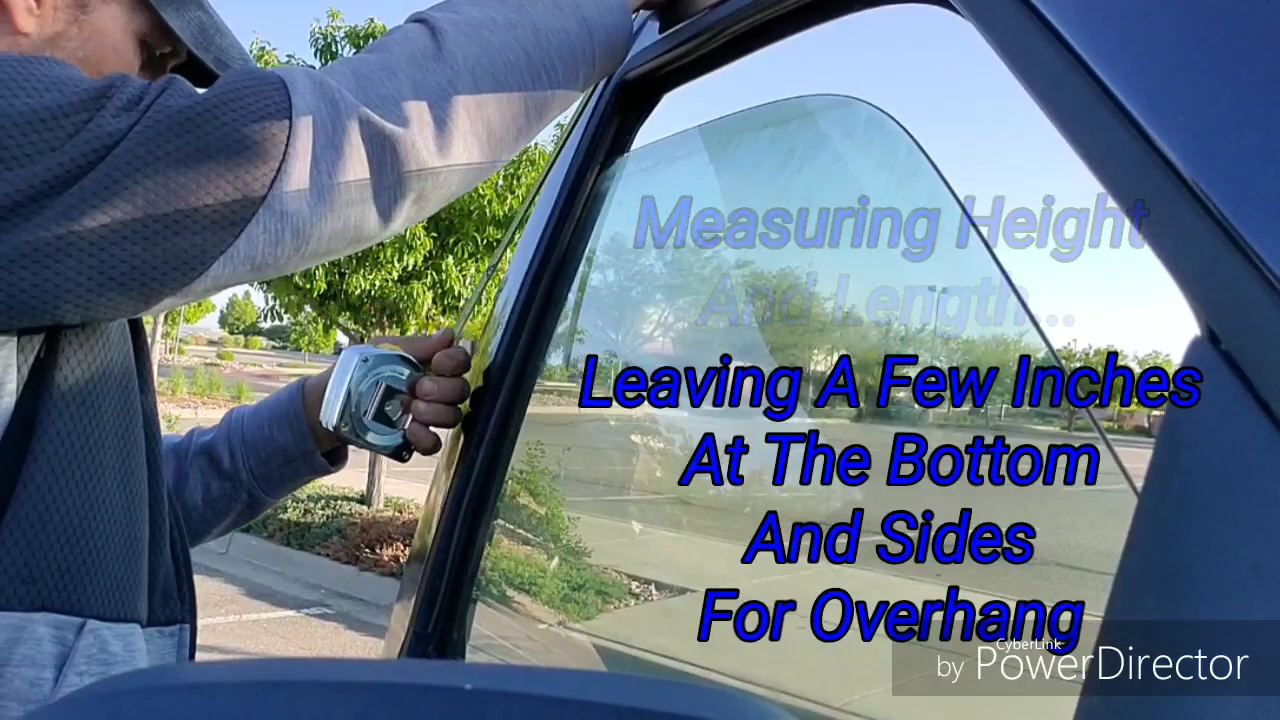 Measuring Height
And Length...
Leaving A Few Inches
At The Bottom
And Sides
For Overhang
CyberLink
by PowerDirector